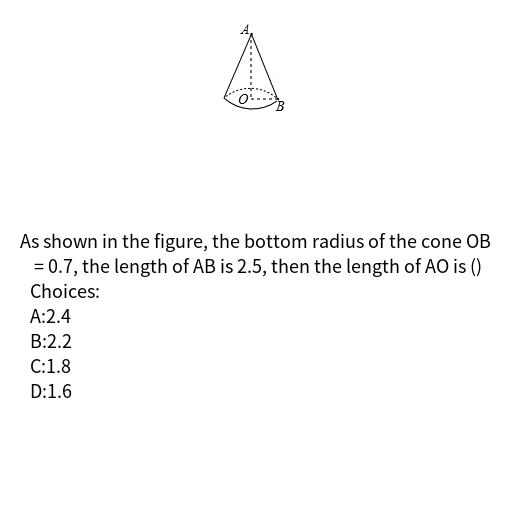 A
O
B
As shown in the figure, the bottom radius of the cone OB
= 0.7, the length of AB is 2.5, then the length of AO is ()
Choices:
A:2.4
B:2.2
C:1.8
D:1.6